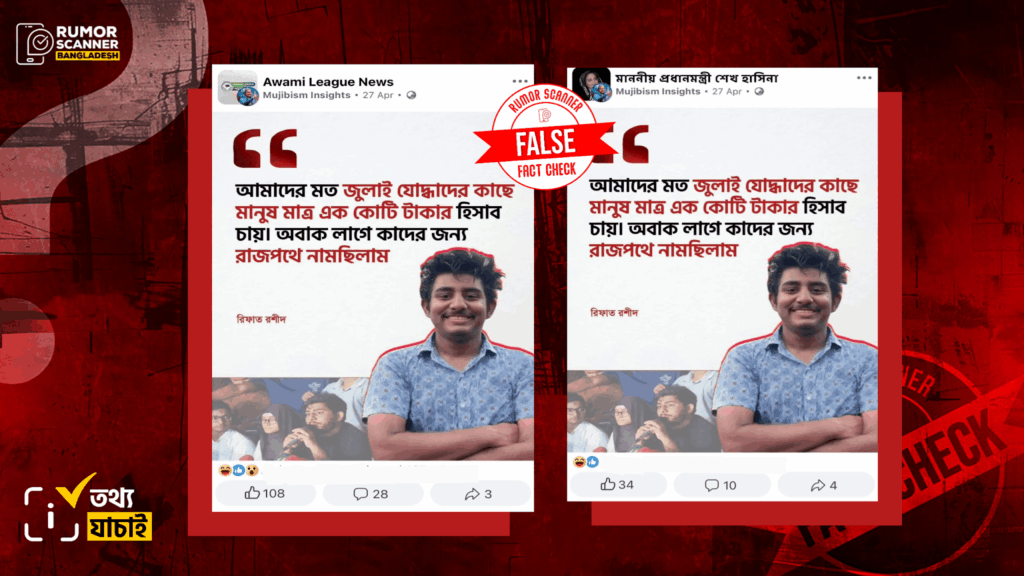 RUMOR
SCANNER
BANGLADESH
Awami League News
Mujibism Insights • 27 Apr •
আমাদের মত জুলাই যোদ্ধাদের কাছে
মানুষ মাত্র এক কোটি টাকার হিসাব
চায়। অবাক লাগে কাদের জন্য
রাজপথে নামছিলাম
রিফাত রশীদ
108
28
3
RUMOR SCANNER
FALSE
FACT CHECK
মাননীয় প্রধানমন্ত্রী শেখ হাসিনা
Mujibism Insights • 27 Apr •
আমাদের মত জুলাই যোদ্ধাদের কাছে
মানুষ মাত্র এক কোটি টাকার হিসাব
চায়। অবাক লাগে কাদের জন্য
রাজপথে নামছিলাম
রিফাত রশীদ
34
10
4
তথ্য
যাচাই